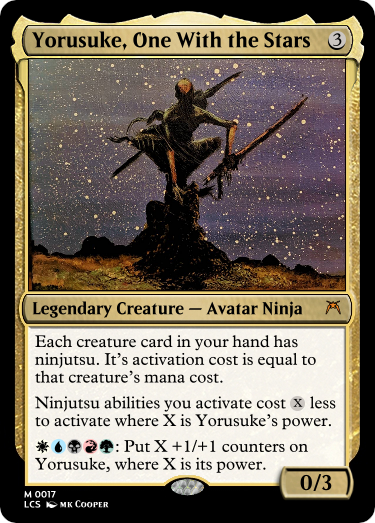 Yorusuke, One With the Stars 3
Legendary Creature — Avatar Ninja
Each creature card in your hand has
ninjutsu. It's activation cost is equal to
that creature's mana cost.
Ninjutsu abilities you activate cost X less
to activate where X is Yorusuke's power.
: Put X +1/+1 counters on
Yorusuke, where X is its power.
0/3
M 0017
LCS MK COOPER